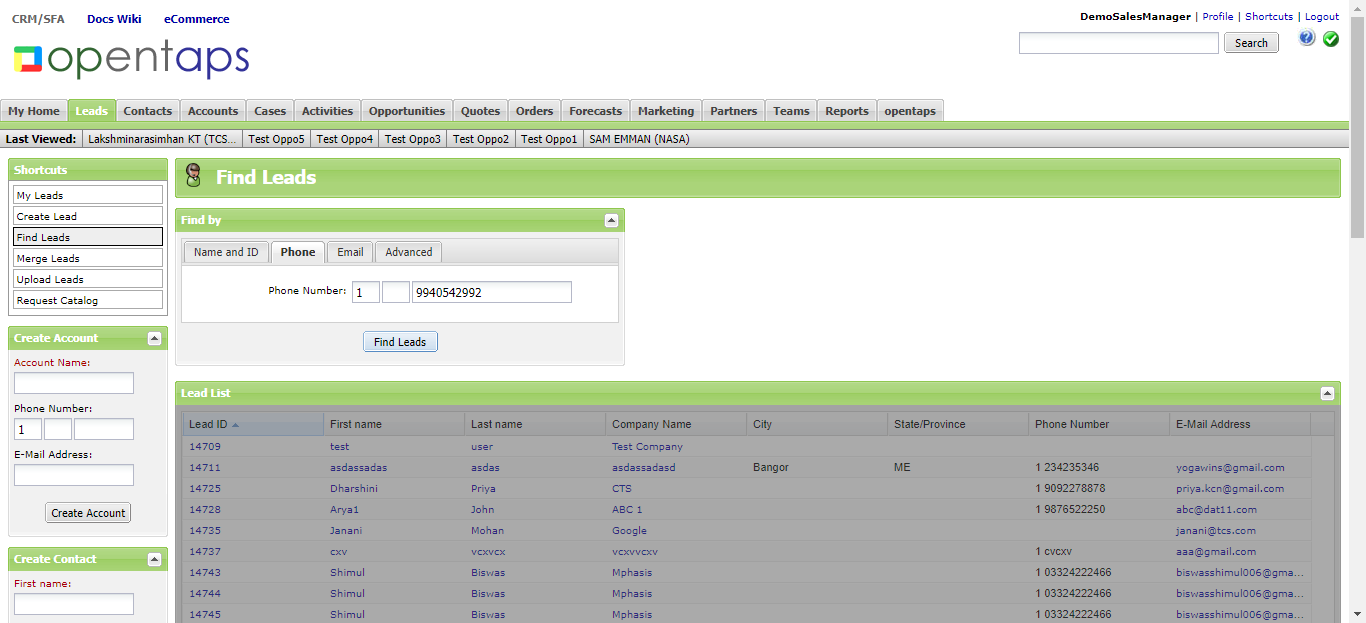 CRM/SFA Docs Wiki eCommerce
DemoSalesManager | Profile | Shortcuts | Logout
opentaps
Search
?
My Home Leads Contacts Accounts Cases Activities Opportunities Quotes Orders Forecasts Marketing Partners Teams Reports opentaps
Last Viewed: Lakshminarasimhan KT (TCS... Test Oppo5 Test Oppo4 Test Oppo3 Test Oppo2 Test Oppo1 SAM EMMAN (NASA)
Shortcuts
My Leads
Create Lead
Find Leads
Merge Leads
Upload Leads
Request Catalog
Create Account
Account Name:
Phone Number:
1
E-Mail Address:
Create Account
Create Contact
First name:
Find Leads
Find by
Name and ID Phone Email Advanced
Phone Number: 1 9940542992
Find Leads
Lead List
Lead ID First name Last name Company Name City State/Province Phone Number E-Mail Address
14709 test user Test Company
14711 asdassadas asdas asdassadasd Bangor ME 1 234235346 yogawins@gmail.com
14725 Dharshini Priya CTS 1 9092278878 priya.kcn@gmail.com
14728 Arya1 John ABC 1 1 9876522250 abc@dat11.com
14735 Janani Mohan Google janani@tcs.com
14737 cxv vcxvcx vcxvvcxv 1 cvcxv aaa@gmail.com
14743 Shimul Biswas Mphasis 1 03324222466 biswasshimul006@gma...
14744 Shimul Biswas Mphasis 1 03324222466 biswasshimul006@gma...
14745 Shimul Biswas Mphasis 1 03324222466 biswasshimul006@gma...